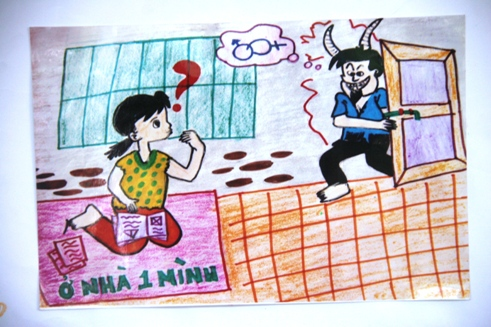 ?
Ở NHÀ 1 MÌNH